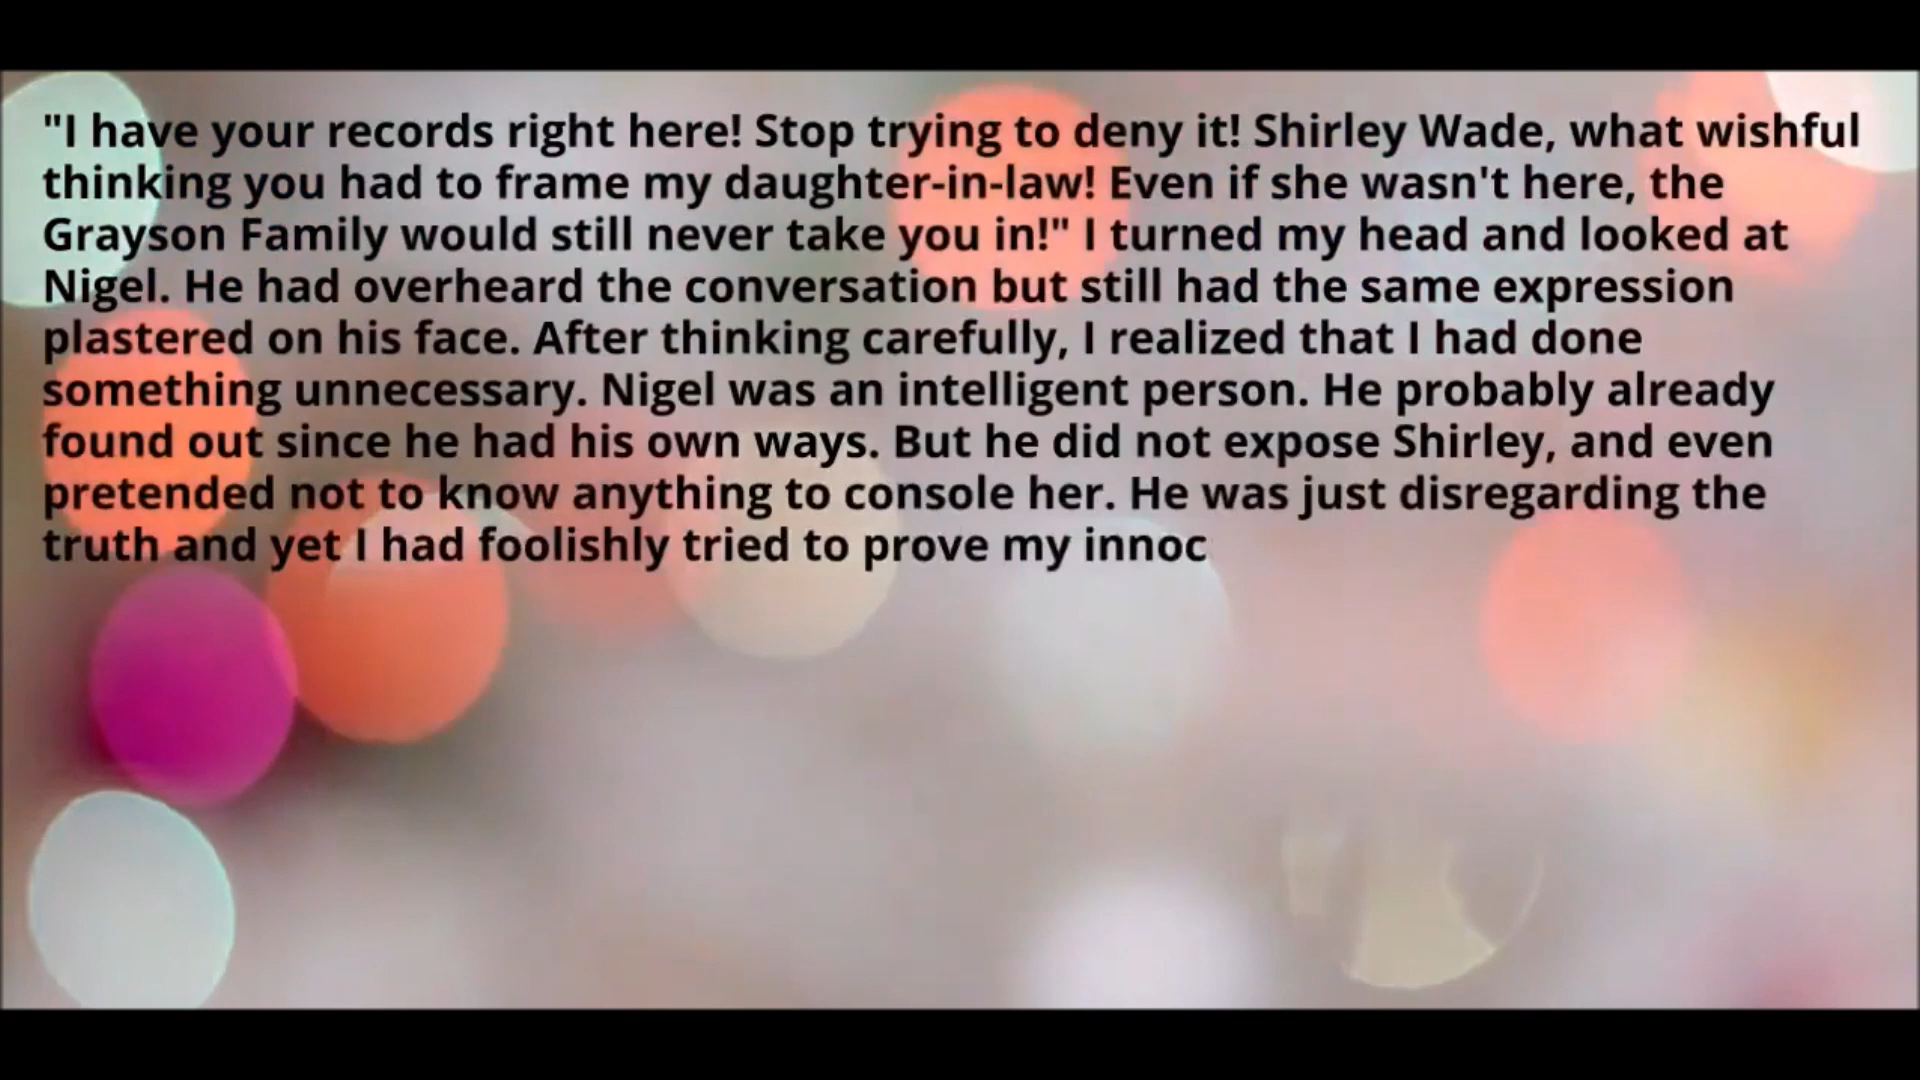 "I have your records right here! Stop trying to deny it! Shirley Wade, what wishful
thinking you had to frame my daughter-in-law! Even if she wasn't here, the
Grayson Family would still never take you in!" I turned my head and looked at
Nigel. He had overheard the conversation but still had the same expression
plastered on his face. After thinking carefully, I realized that I had done
something unnecessary. Nigel was an intelligent person. He probably already
found out since he had his own ways. But he did not expose Shirley, and even
pretended not to know anything to console her. He was just disregarding the
truth and yet I had foolishly tried to prove my innoc